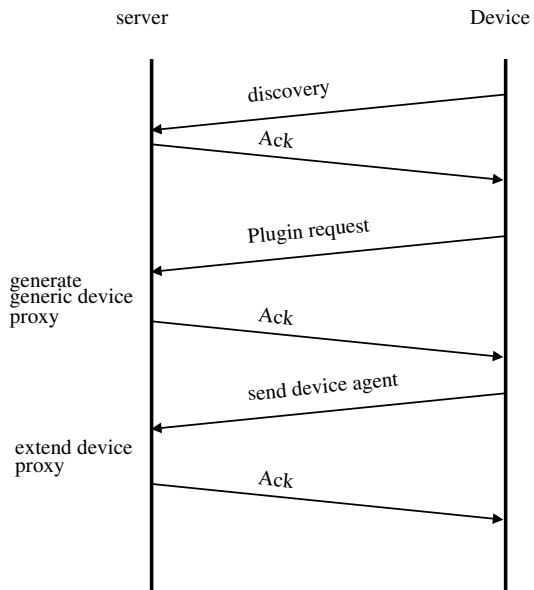 server
Device
discovery
Ack
Plugin request
generate
generic device
proxy
Ack
send device agent
extend device
proxy
Ack